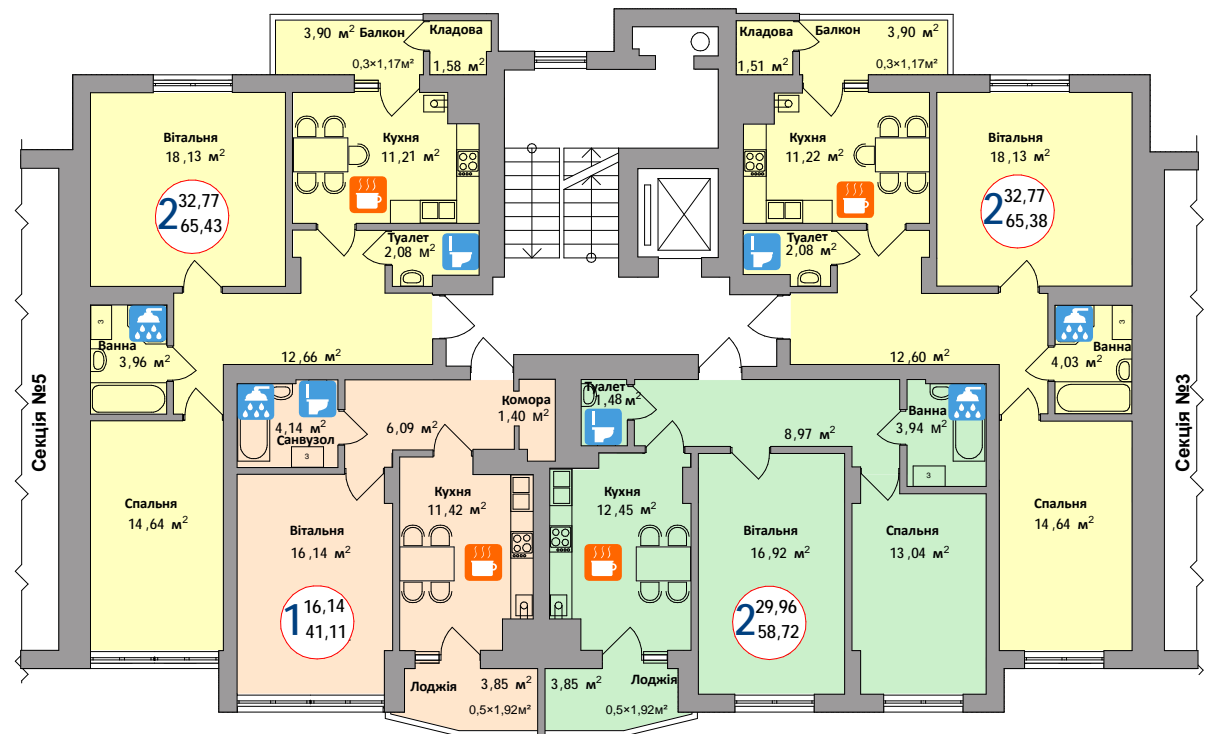 3,90 м²
Балкон
0,3×1,17м²
Кладова
1,58 м²
Кладова
1,51 м²
Балкон
3,90 м²
0,3×1,17м²
Вітальня
18,13 м²
2
32,77
65,43
Кухня
11,21 м²
Туалет
2,08 м²
Кухня
11,22 м²
Туалет
2,08 м²
Вітальня
18,13 м²
2
32,77
65,38
З
Ванна
3,96 м²
12,66 м²
12,60 м²
З
Ванна
4,03 м²
Секція №5
Секція №3
4,14 м²
Санвузол
З
6,09 м²
Комора
1,40 м²
Туалет
1,48м²
8,97 м²
Ванна
3,94 м²
З
Спальня
14,64 м²
Вітальня
16,14 м²
1
16,14
41,11
Кухня
11,42 м²
Кухня
12,45 м²
Вітальня
16,92 м²
2
29,96
58,72
Спальня
13,04 м²
Спальня
14,64 м²
Лоджія
3,85 м²
0,5×1,92м²
3,85 м²
Лоджія
0,5×1,92м²